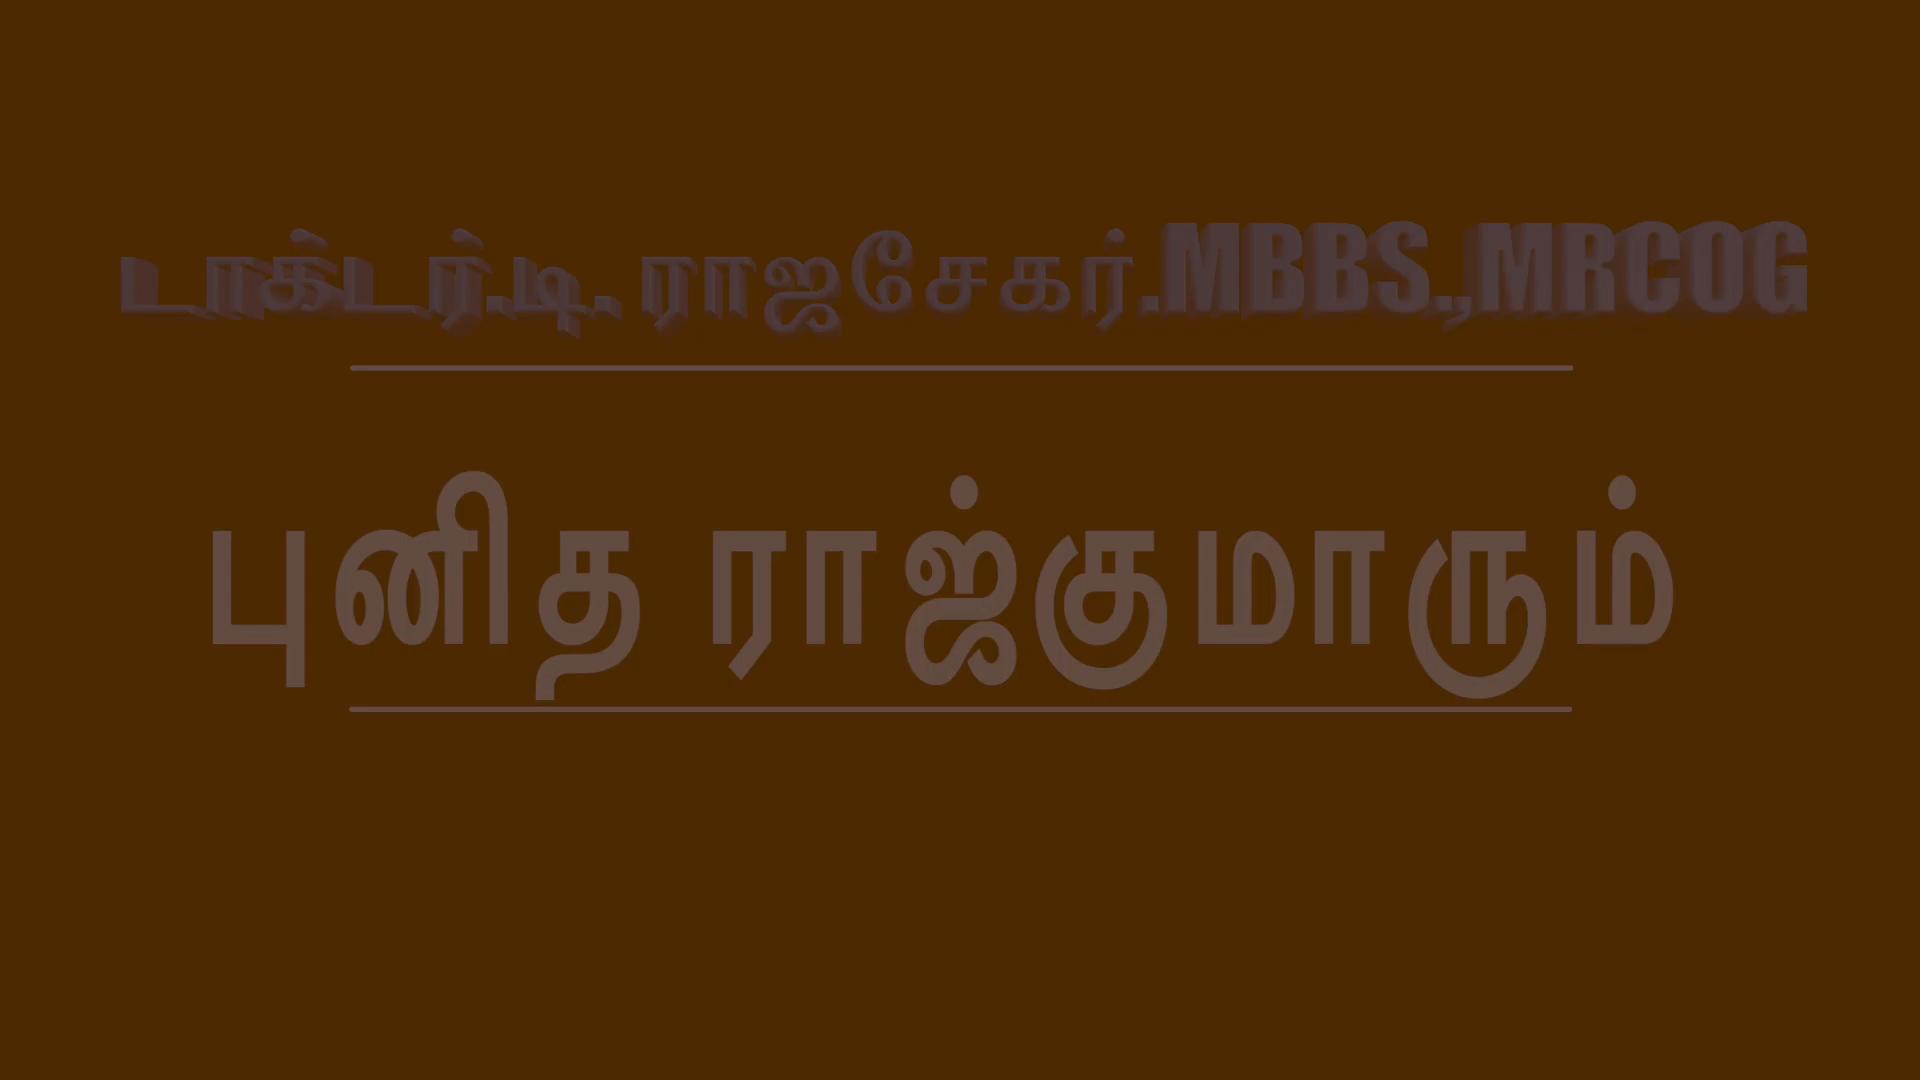 டாக்டர்.டி. ராஜசேகர்.MBBS.,MRCOG
புனித ராஜ்குமாரும்